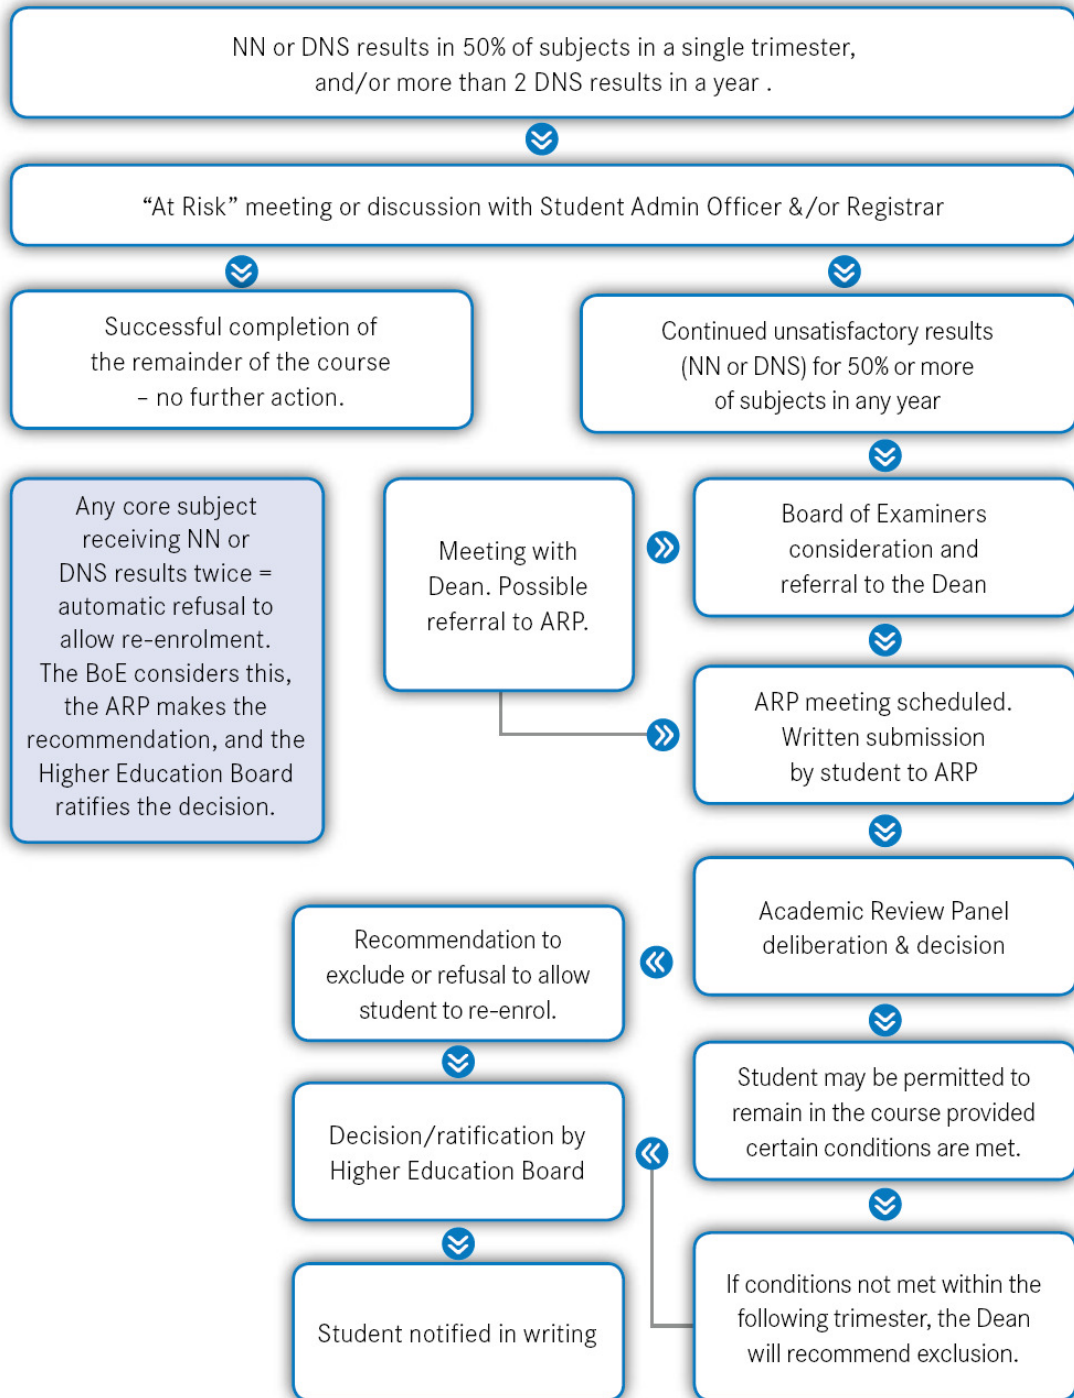 NN or DNS results in 50% of subjects in a single trimester,
and/or more than 2 DNS results in a year .
“At Risk” meeting or discussion with Student Admin Officer &/or Registrar
Successful completion of
the remainder of the course
– no further action.
Continued unsatisfactory results
(NN or DNS) for 50% or more
of subjects in any year
Any core subject
receiving NN or
DNS results twice =
automatic refusal to
allow re-enrolment.
The BoE considers this,
the ARP makes the
recommendation, and the
Higher Education Board
ratifies the decision.
Meeting with
Dean. Possible
referral to ARP.
Board of Examiners
consideration and
referral to the Dean
ARP meeting scheduled.
Written submission
by student to ARP
Academic Review Panel
deliberation & decision
Recommendation to
exclude or refusal to allow
student to re-enrol.
Student may be permitted to
remain in the course provided
certain conditions are met.
Decision/ratification by
Higher Education Board
If conditions not met within the
following trimester, the Dean
will recommend exclusion.
Student notified in writing